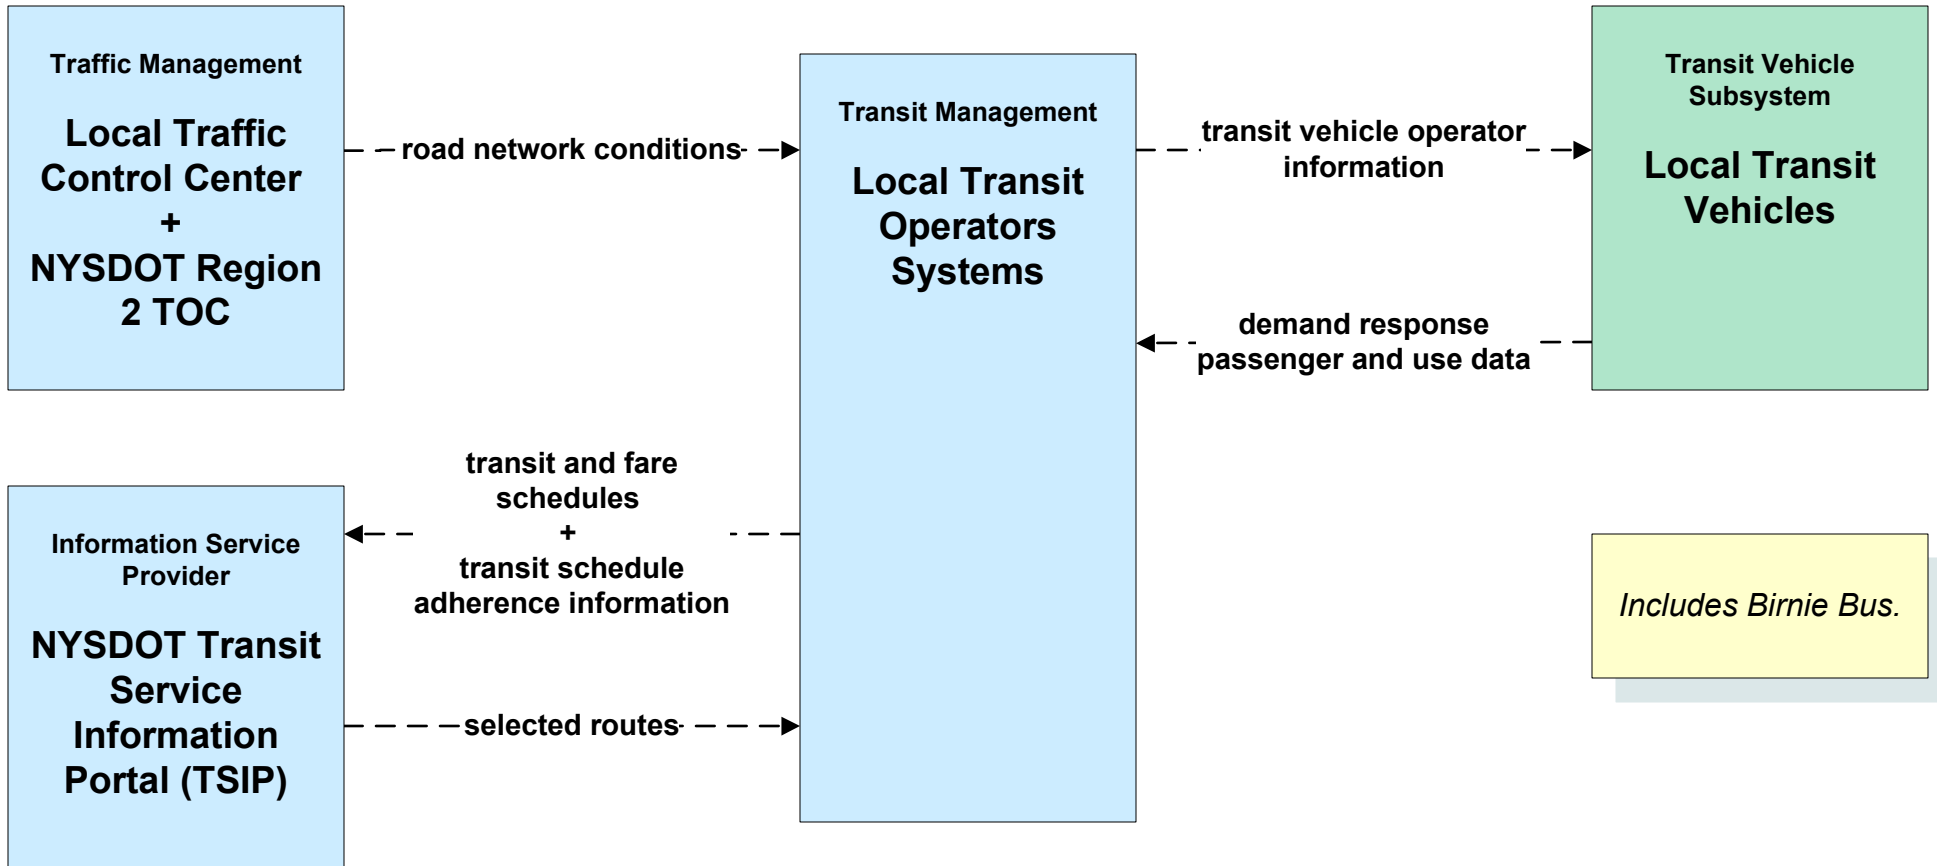 Traffic Management
Local Traffic
Control Center
+
NYSDOT Region
2 TOC
road network conditions
Transit Management
Local Transit
Operators
Systems
transit vehicle operator
information
Transit Vehicle
Subsystem
Local Transit
Vehicles
demand response
passenger and use data
transit and fare
schedules
+
transit schedule
adherence information
Information Service
Provider
NYSDOT Transit
Service
Information
Portal (TSIP)
selected routes
Includes Birnie Bus.